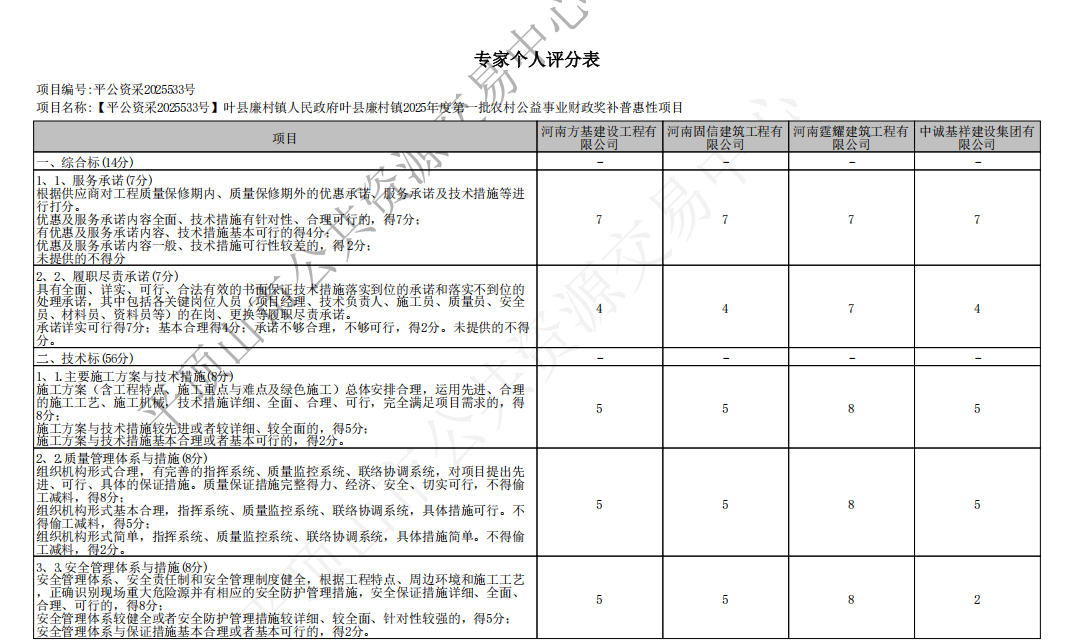 专家个人评分表
项目编号:平公资采2025533号
项目名称:【平公资采2025533号】叶县廉村镇人民政府叶县廉村镇2025年度第一批农村公益事业财政奖补普惠性项目
项目
河南方基建设工程有
限公司
河南固信建筑工程有
限公司
河南霆耀建筑工程有
限公司
中诚基祥建设集团有
限公司
一、综合标(14分)
－
－
－
－
1、1、服务承诺(7分)
根据供应商对工程质量保修期内、质量保修期外的优惠承诺、服务承诺及技术措施等进
行打分。
优惠及服务承诺内容全面、技术措施有针对性、合理可行的，得7分；
有优惠及服务承诺内容、技术措施基本可行的得4分；
优惠及服务承诺内容一般、技术措施可行性较差的，得2分；
未提供的不得分
7
7
7
7
2、2、履职尽责承诺(7分)
具有全面、详实、可行、合法有效的书面保证技术措施落实到位的承诺和落实不到位的
处理承诺，其中包括各关键岗位人员（项目经理、技术负责人、施工员、质量员、安全
员、材料员、资料员等）的在岗、更换等履职尽责承诺。
承诺详实可行得7分；基本合理得4分；承诺不够合理，不够可行，得2分。未提供的不得
分。
4
4
7
4
二、技术标(56分)
－
－
－
－
1、1.主要施工方案与技术措施(8分)
施工方案（含工程特点、施工重点与难点及绿色施工）总体安排合理，运用先进、合理
的施工工艺、施工机械，技术措施详细、全面、合理、可行，完全满足项目需求的，得
8分；
施工方案与技术措施较先进或者较详细、较全面的，得5分；
施工方案与技术措施基本合理或者基本可行的，得2分。
5
5
8
5
2、2.质量管理体系与措施(8分)
组织机构形式合理，有完善的指挥系统、质量监控系统、联络协调系统，对项目提出先
进、可行、具体的保证措施。质量保证措施完整得力、经济、安全、切实可行，不得偷
工减料，得8分；
组织机构形式基本合理，指挥系统、质量监控系统、联络协调系统，具体措施可行。不
得偷工减料，得5分；
组织机构形式简单，指挥系统、质量监控系统、联络协调系统，具体措施简单。不得偷
工减料，得2分。
5
5
8
5
3、3.安全管理体系与措施(8分)
安全管理体系、安全责任制和安全管理制度健全，根据工程特点、周边环境和施工工艺
，正确识别现场重大危险源并有相应的安全防护管理措施，安全保证措施详细、全面、
合理、可行的，得8分；
安全管理体系较健全或者安全防护管理措施较详细、较全面、针对性较强的，得5分；
安全管理体系与保证措施基本合理或者基本可行的，得2分。
5
5
8
2
平顶山市公共资源交易中心
平顶山市公共资源交易中心